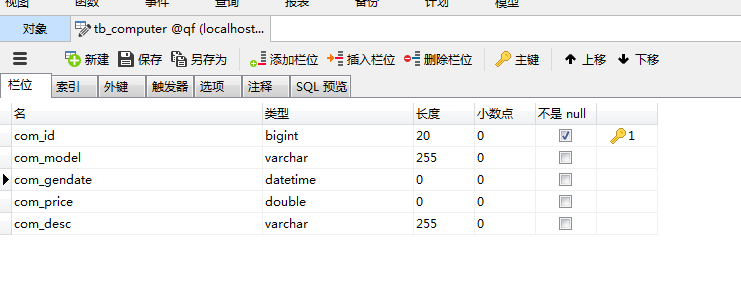 视图 函数 事件 查询 报表 备份 计划 模型
对象 tb_computer @qf (localhost...
新建 保存 另存为 添加栏位 插入栏位 删除栏位 主键 上移 下移
栏位 索引 外键 触发器 选项 注释 SQL 预览
名 类型 长度 小数点 不是 null
com_id bigint 20 0 1
com_model varchar 255 0
com_gendate datetime 0 0
com_price double 0 0
com_desc varchar 255 0